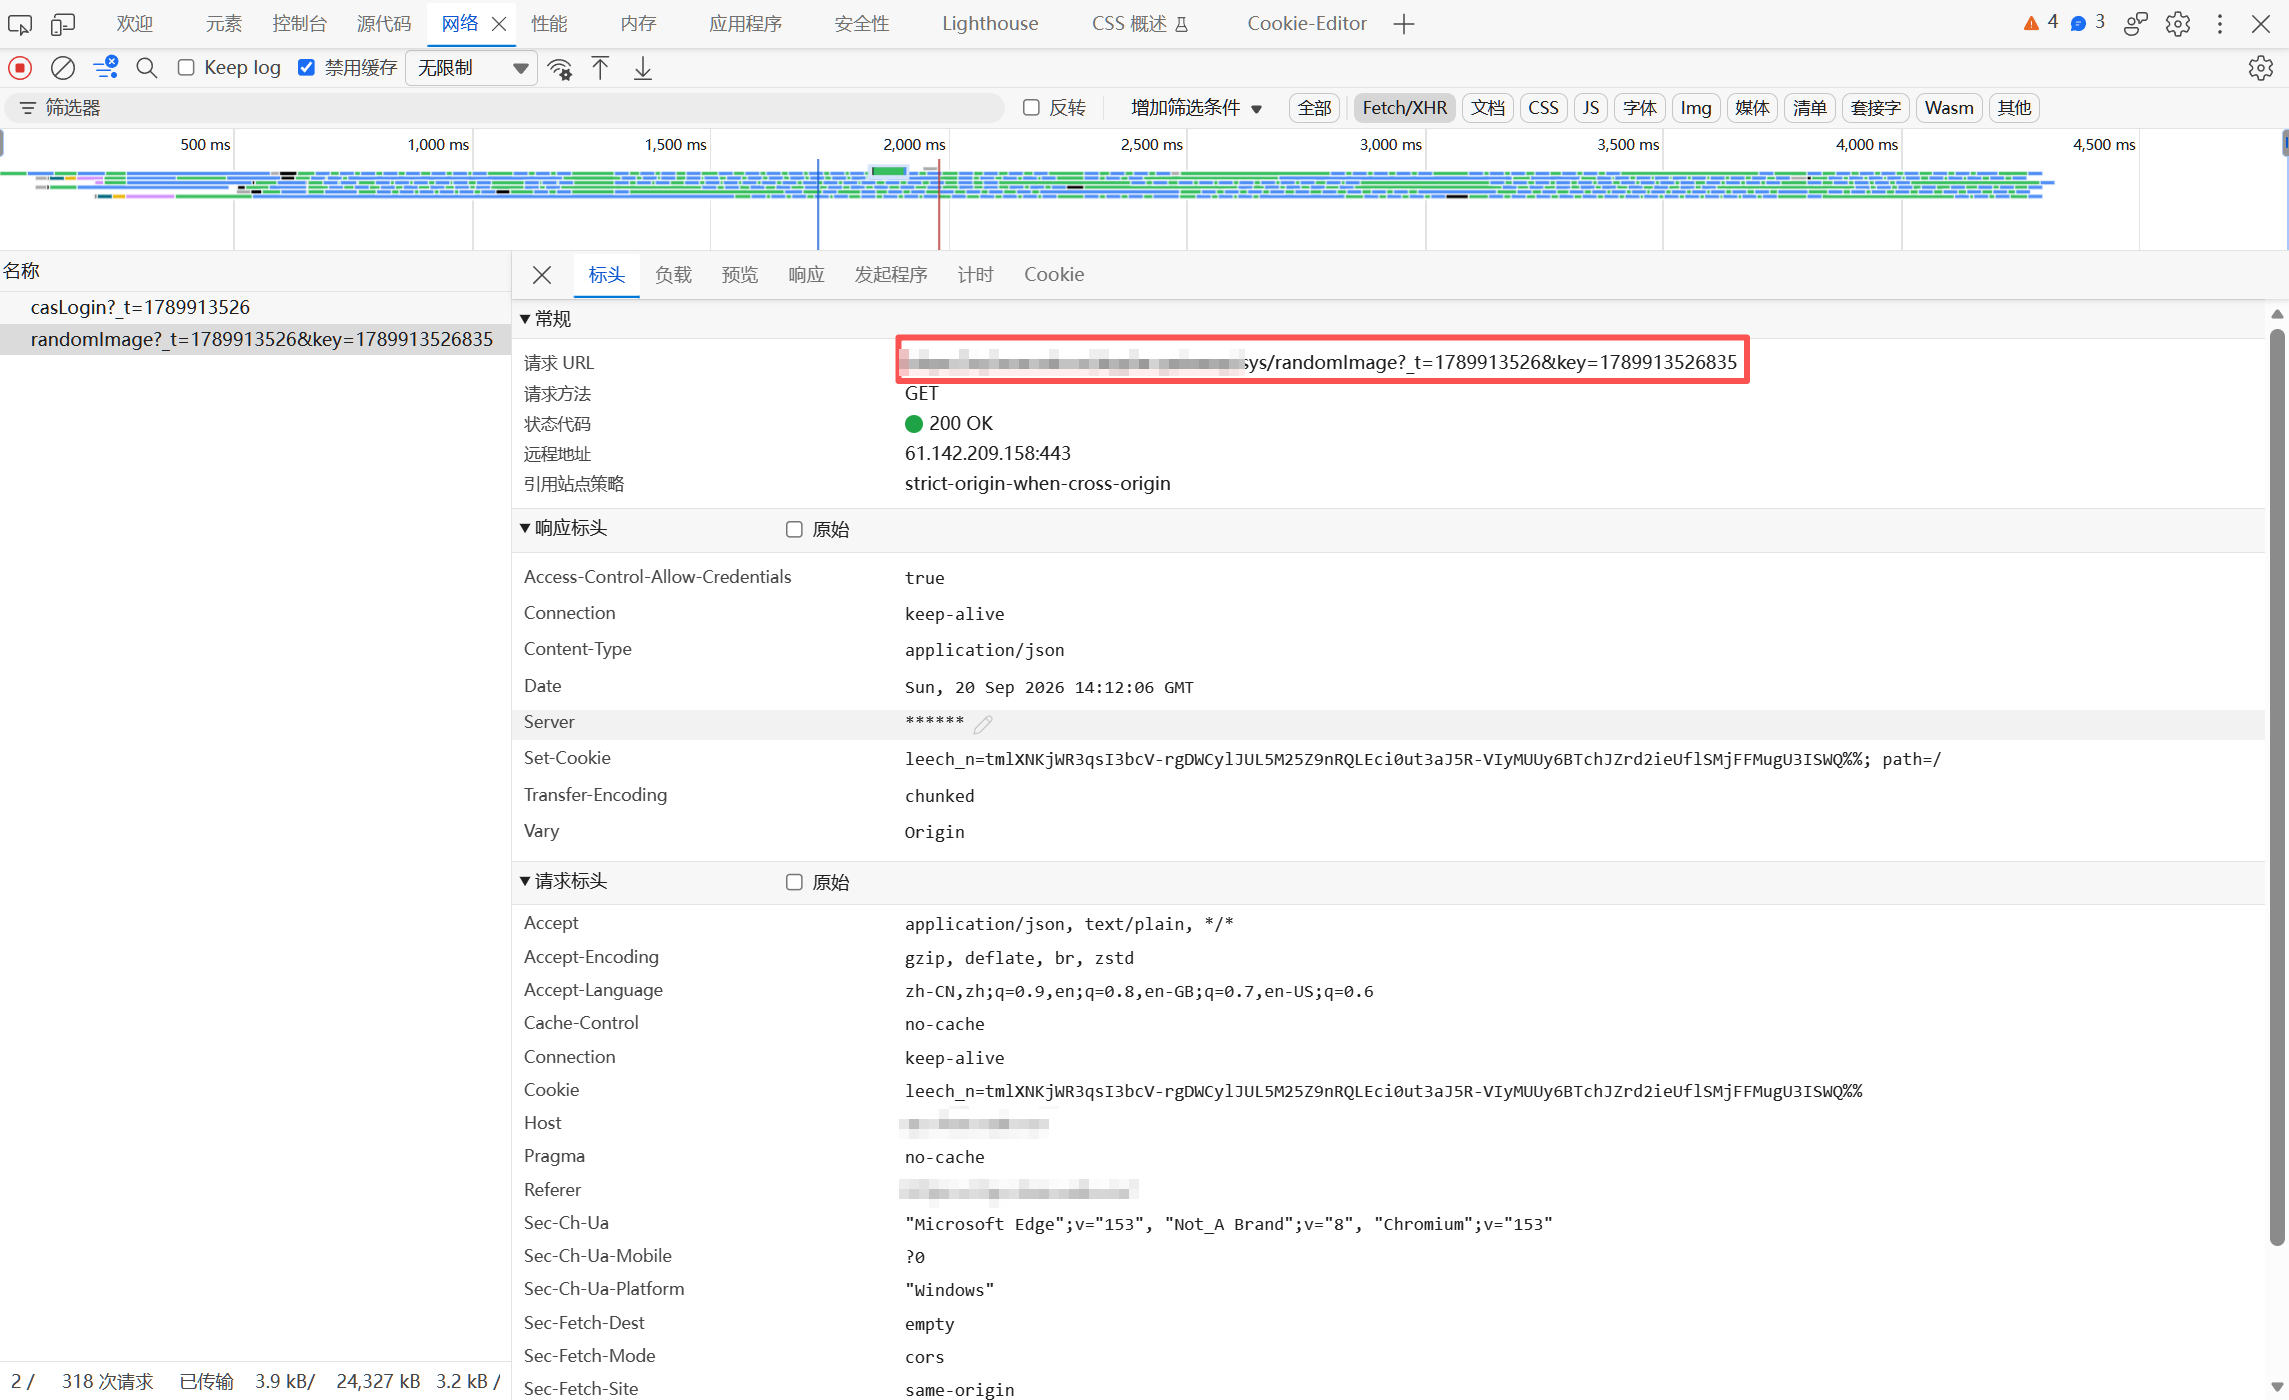 欢迎 元素 控制台 源代码 网络 性能 内存 应用程序 安全性 Lighthouse CSS 概述 Cookie-Editor 4 3
Keep log 禁用缓存 无限制
筛选器 反转 增加筛选条件 全部 Fetch/XHR 文档 CSS JS 字体 Img 媒体 清单 套接字 Wasm 其他
500 ms 1,000 ms 1,500 ms 2,000 ms 2,500 ms 3,000 ms 3,500 ms 4,000 ms 4,500 ms
名称
casLogin?_t=1789913526
randomImage?_t=1789913526&key=1789913526835
标头 负载 预览 响应 发起程序 计时 Cookie
常规
请求 URL sys/randomImage?_t=1789913526&key=1789913526835
请求方法 GET
状态代码 200 OK
远程地址 61.142.209.158:443
引用站点策略 strict-origin-when-cross-origin
响应标头 原始
Access-Control-Allow-Credentials true
Connection keep-alive
Content-Type application/json
Date Sun, 20 Sep 2026 14:12:06 GMT
Server ******
Set-Cookie leech_n=tmlXNKjWR3qsI3bcV-rgDWCylJUL5M25Z9nRQLEci0ut3aJ5R-VIyMUUy6BTchJZrd2ieUflSMjFFMugU3ISWQ%%; path=/
Transfer-Encoding chunked
Vary Origin
请求标头 原始
Accept application/json, text/plain, */*
Accept-Encoding gzip, deflate, br, zstd
Accept-Language zh-CN,zh;q=0.9,en;q=0.8,en-GB;q=0.7,en-US;q=0.6
Cache-Control no-cache
Connection keep-alive
Cookie leech_n=tmlXNKjWR3qsI3bcV-rgDWCylJUL5M25Z9nRQLEci0ut3aJ5R-VIyMUUy6BTchJZrd2ieUflSMjFFMugU3ISWQ%%
Host
Pragma no-cache
Referer
Sec-Ch-Ua "Microsoft Edge";v="153", "Not_A Brand";v="8", "Chromium";v="153"
Sec-Ch-Ua-Mobile ?0
Sec-Ch-Ua-Platform "Windows"
Sec-Fetch-Dest empty
Sec-Fetch-Mode cors
Sec-Fetch-Site same-origin
2 / 318 次请求 已传输 3.9 kB/ 24,327 kB 3.2 kB /